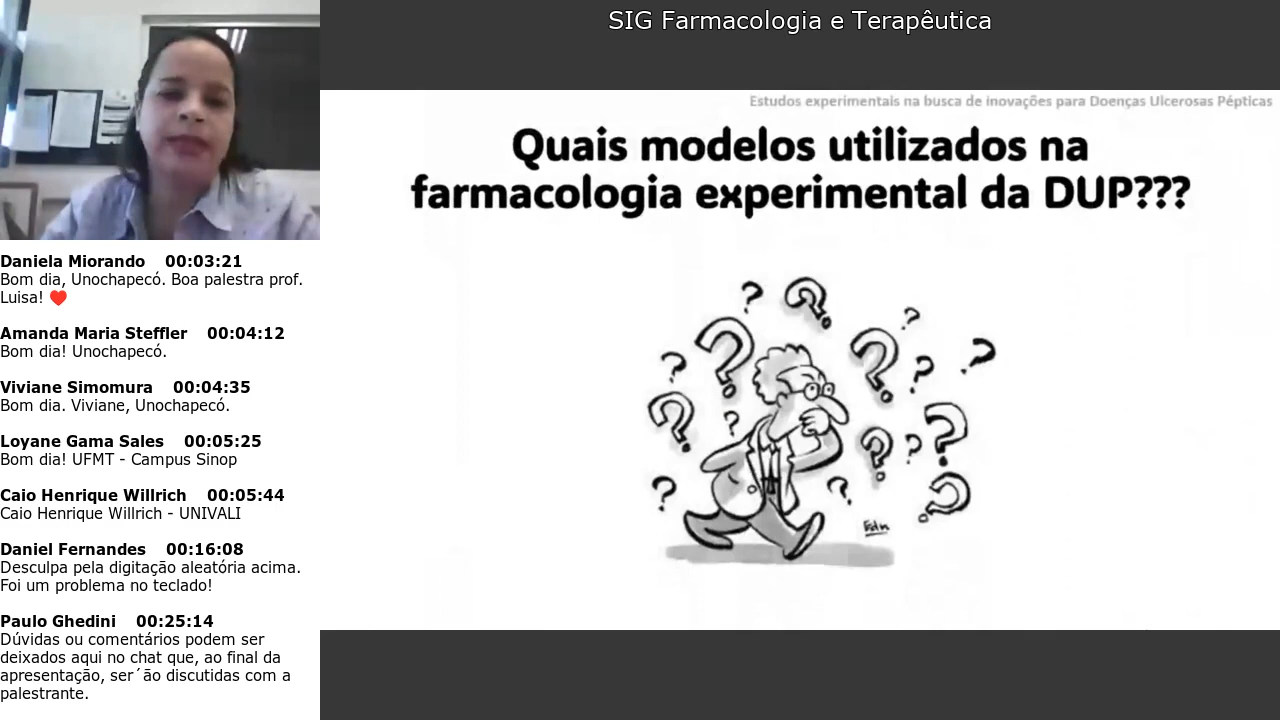 SIG Farmacologia e Terapêutica
Estudos experimentais na busca de inovações para Doenças Ulcerosas Pépticas
Quais modelos utilizados na
farmacologia experimental da DUP???
? ? ? ? ? ? ? ? ? ? ? ? ? ? ?
Daniela Miorando 00:03:21
Bom dia, Unochapecó. Boa palestra prof.
Luisa! ♥️
Amanda Maria Steffler 00:04:12
Bom dia! Unochapecó.
Viviane Simomura 00:04:35
Bom dia. Viviane, Unochapecó.
Loyane Gama Sales 00:05:25
Bom dia! UFMT - Campus Sinop
Caio Henrique Willrich 00:05:44
Caio Henrique Willrich - UNIVALI
Daniel Fernandes 00:16:08
Desculpa pela digitação aleatória acima.
Foi um problema no teclado!
Paulo Ghedini 00:25:14
Dúvidas ou comentários podem ser
deixados aqui no chat que, ao final da
apresentação, ser´ão discutidas com a
palestrante.